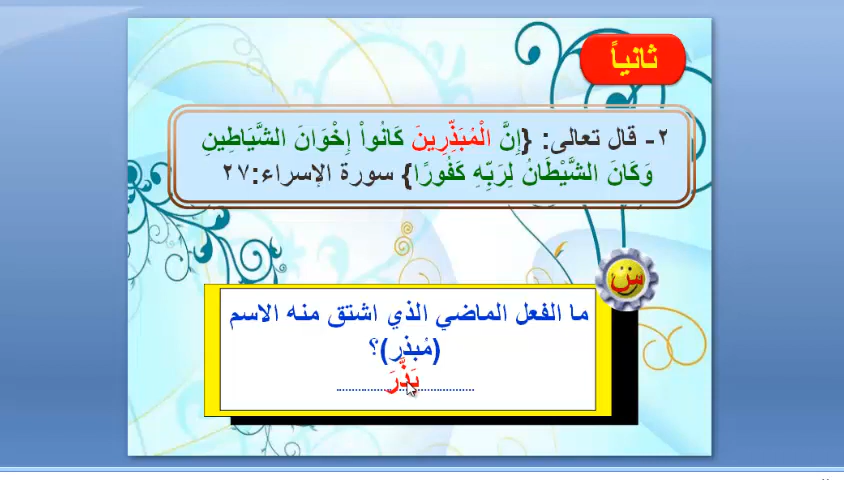 ثانياً
٢- قال تعالى: {إِنَّ الْمُبَذِّرِينَ كَانُواْ إِخْوَانَ الشَّيَاطِينِ
وَكَانَ الشَّيْطَانُ لِرَبِّهِ كَفُورًا} سورة الإسراء:٢٧
س
ما الفعل الماضي الذي اشتق منه الاسم
(مُبذِر)؟
بَذَّرَ